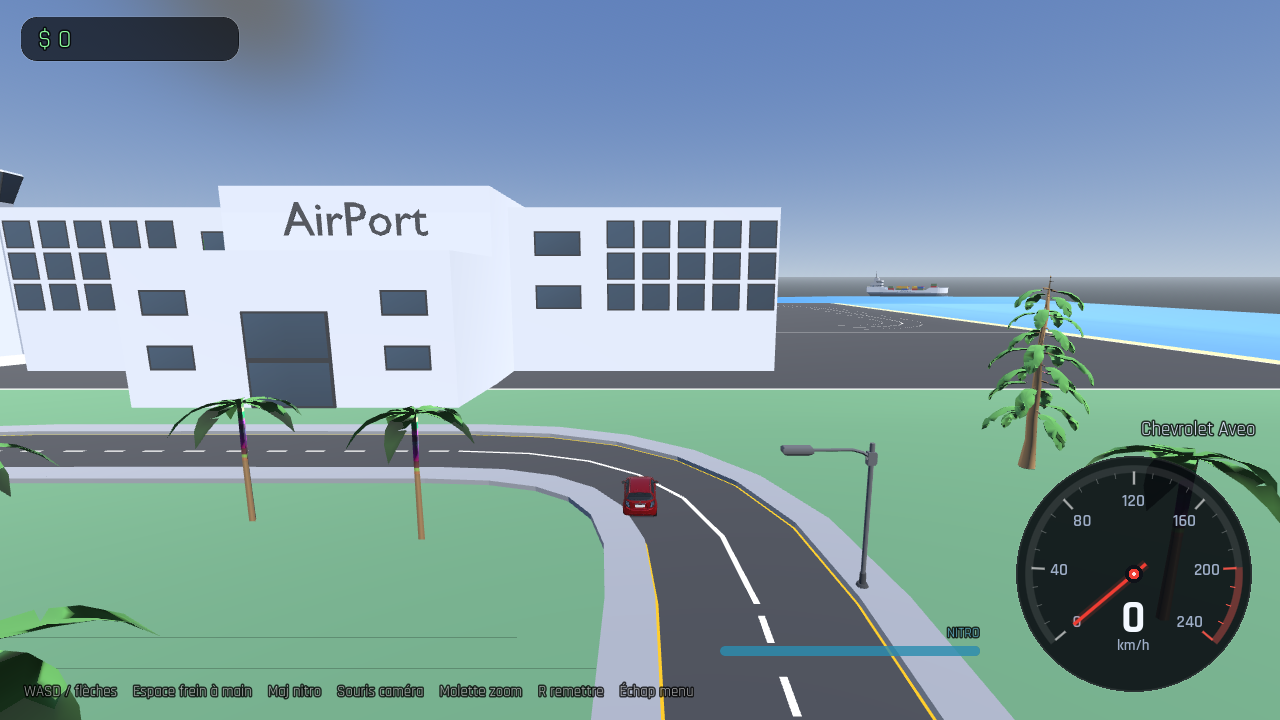 $ 0
AirPort
Chevrolet Aveo
120
80
160
40
200
0
240
0
km/h
NITRO
WASD / flèches Espace frein à main Maj nitro Souris caméra Molette zoom R remettre Échap menu